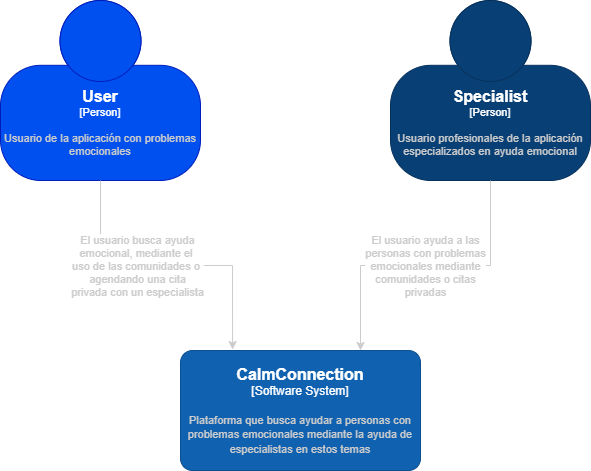 User
[Person]
Usuario de la aplicación con problemas
emocionales
Specialist
[Person]
Usuario profesionales de la aplicación
especializados en ayuda emocional
El usuario busca ayuda
emocional, mediante el
uso de las comunidades o
agendando una cita
privada con un especialista
El usuario ayuda a las
personas con problemas
emocionales mediante
comunidades o citas
privadas
CalmConnection
[Software System]
Plataforma que busca ayudar a personas con
problemas emocionales mediante la ayuda de
especialistas en estos temas